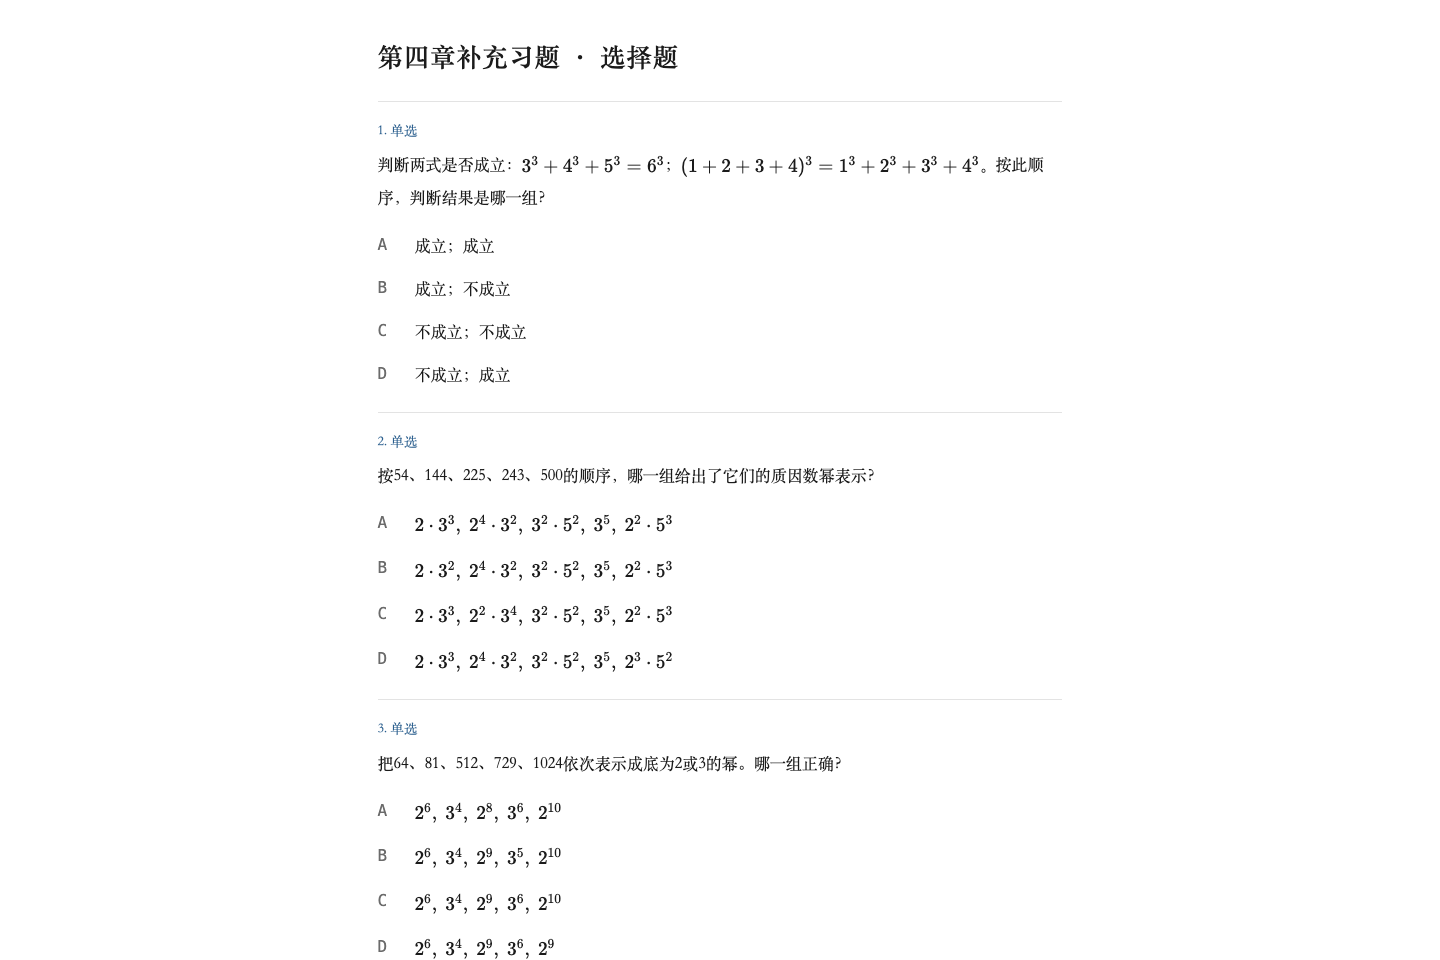 第四章补充习题 · 选择题
1. 单选
判断两式是否成立：3³ + 4³ + 5³ = 6³；(1 + 2 + 3 + 4)³ = 1³ + 2³ + 3³ + 4³。按此顺
序，判断结果是哪一组？
A 成立；成立
B 成立；不成立
C 不成立；不成立
D 不成立；成立
2. 单选
按54、144、225、243、500的顺序，哪一组给出了它们的质因数幂表示？
A 2 · 3³, 2⁴ · 3², 3² · 5², 3⁵, 2² · 5³
B 2 · 3², 2⁴ · 3², 3² · 5², 3⁵, 2² · 5³
C 2 · 3³, 2² · 3⁴, 3² · 5², 3⁵, 2² · 5³
D 2 · 3³, 2⁴ · 3², 3² · 5², 3⁵, 2³ · 5²
3. 单选
把64、81、512、729、1024依次表示成底为2或3的幂。哪一组正确？
A 2⁶, 3⁴, 2⁸, 3⁶, 2¹⁰
B 2⁶, 3⁴, 2⁹, 3⁵, 2¹⁰
C 2⁶, 3⁴, 2⁹, 3⁶, 2¹⁰
D 2⁶, 3⁴, 2⁹, 3⁶, 2⁹